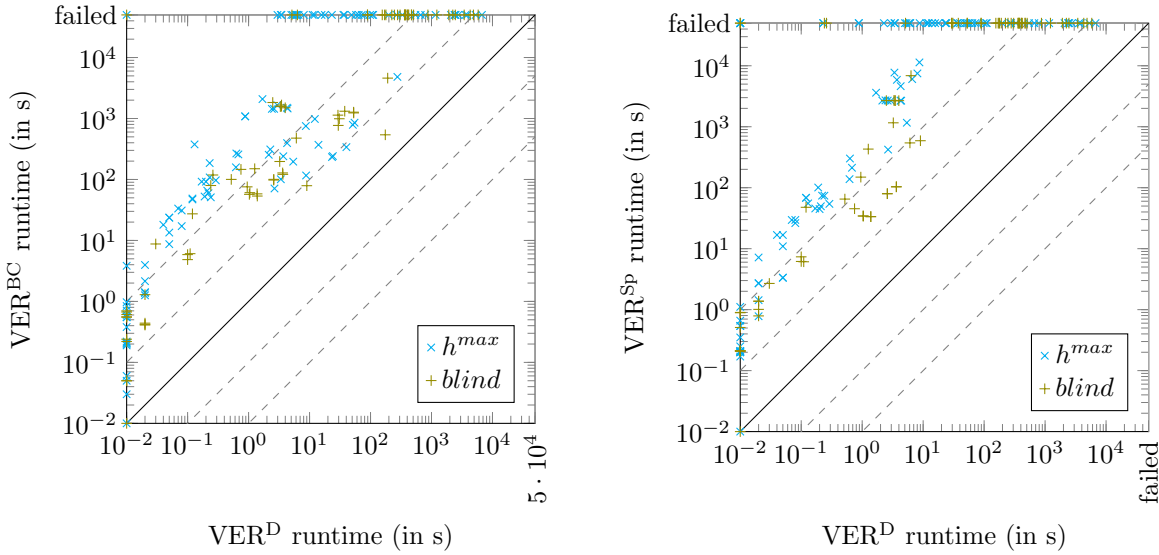 failed
10^4
10^3
10^2
10^1
10^0
10^−1
10^−2
VER^BC runtime (in s)
h^max
blind
10^−2 10^−1 10^0 10^1 10^2 10^3 10^4 5 · 10^4
VER^D runtime (in s)
failed
10^4
10^3
10^2
10^1
10^0
10^−1
10^−2
VER^Sp runtime (in s)
h^max
blind
10^−2 10^−1 10^0 10^1 10^2 10^3 10^4 failed
VER^D runtime (in s)